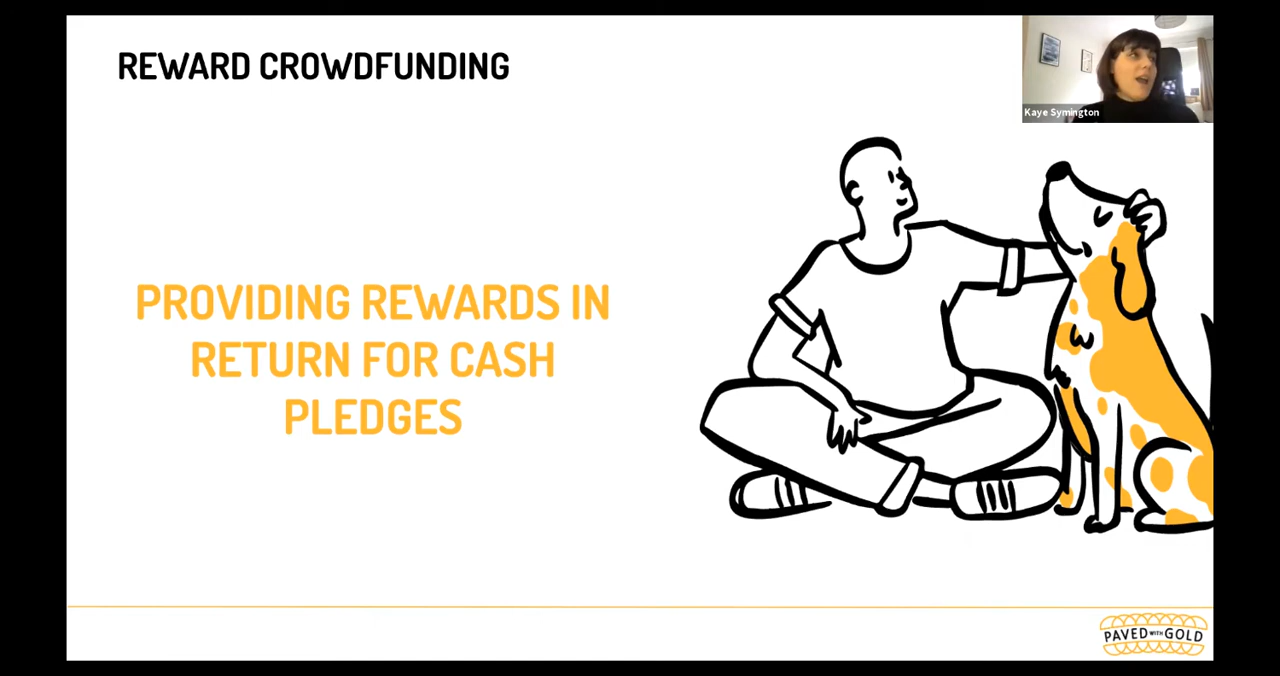 REWARD CROWDFUNDING
Kaye Symington
PROVIDING REWARDS IN
RETURN FOR CASH
PLEDGES
PAVED WITH GOLD